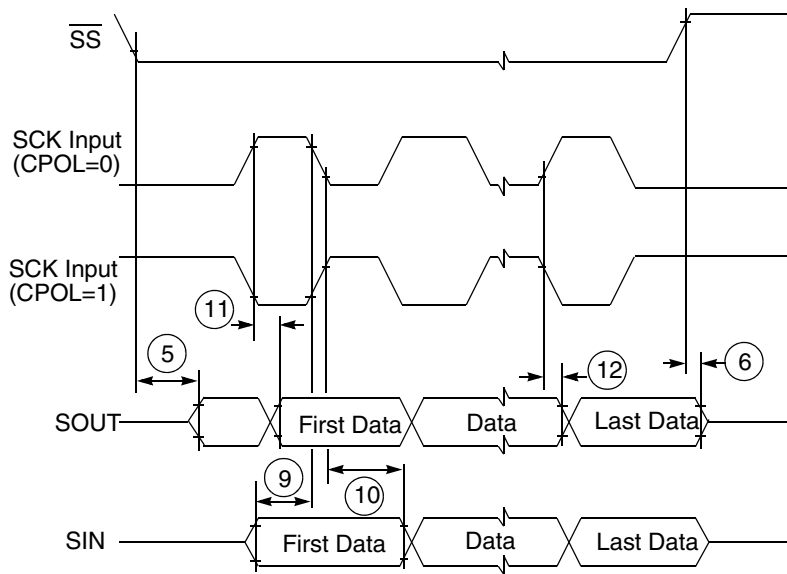 SS
SCK Input
(CPOL=0)
SCK Input
(CPOL=1)
11
5
12
6
SOUT
First Data
Data
Last Data
9
10
SIN
First Data
Data
Last Data